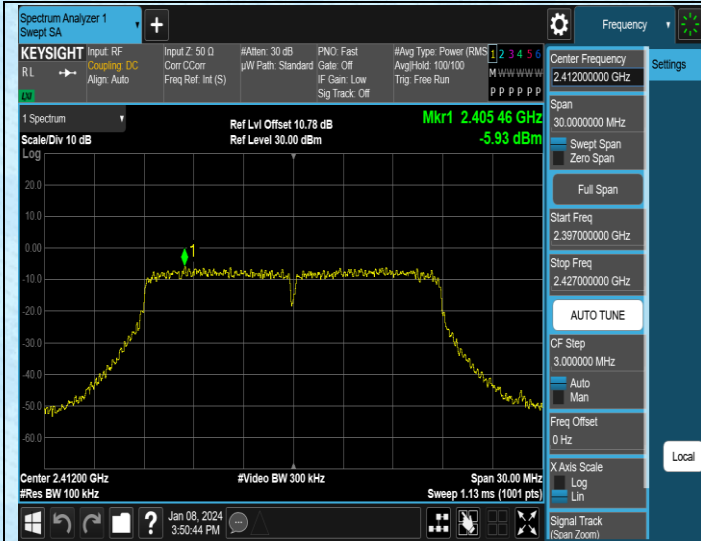 Spectrum Analyzer 1
Swept SA
+
Frequency
KEYSIGHT
RL
LXI
Input: RF
Coupling: DC
Align: Auto
Input Z: 50 Ω
Corr CCorr
Freq Ref: Int (S)
#Atten: 30 dB
µW Path: Standard
PNO: Fast
Gate: Off
IF Gain: Low
Sig Track: Off
#Avg Type: Power (RMS
Avg|Hold: 100/100
Trig: Free Run
1 2 3 4 5 6
M W W W W W
P P P P P P
1 Spectrum
Scale/Div 10 dB
Log
Ref Lvl Offset 10.78 dB
Ref Level 30.00 dBm
Mkr1 2.405 46 GHz
-5.93 dBm
20.0
10.0
0.00
1
-10.0
-20.0
-30.0
-40.0
-50.0
-60.0
Center 2.41200 GHz
#Res BW 100 kHz
#Video BW 300 kHz
Span 30.00 MHz
Sweep 1.13 ms (1001 pts)
?
Jan 08, 2024
3:50:44 PM
Center Frequency
2.412000000 GHz
Span
30.0000000 MHz
Swept Span
Zero Span
Full Span
Start Freq
2.397000000 GHz
Stop Freq
2.427000000 GHz
AUTO TUNE
CF Step
3.000000 MHz
Auto
Man
Freq Offset
0 Hz
X Axis Scale
Log
Lin
Signal Track
(Span Zoom)
Settings
Local